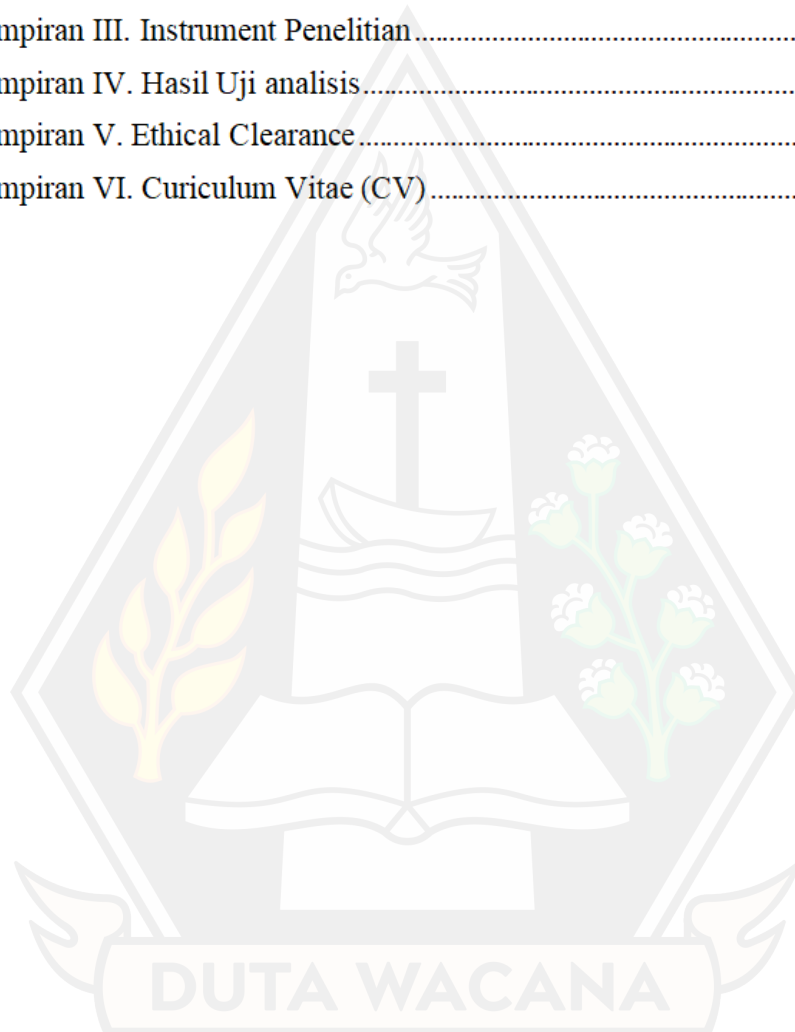 mpiran III. Instrument Penelitian
mpiran IV. Hasil Uji analisis
mpiran V. Ethical Clearance
mpiran VI. Curiculum Vitae (CV)
DUTA WACANA